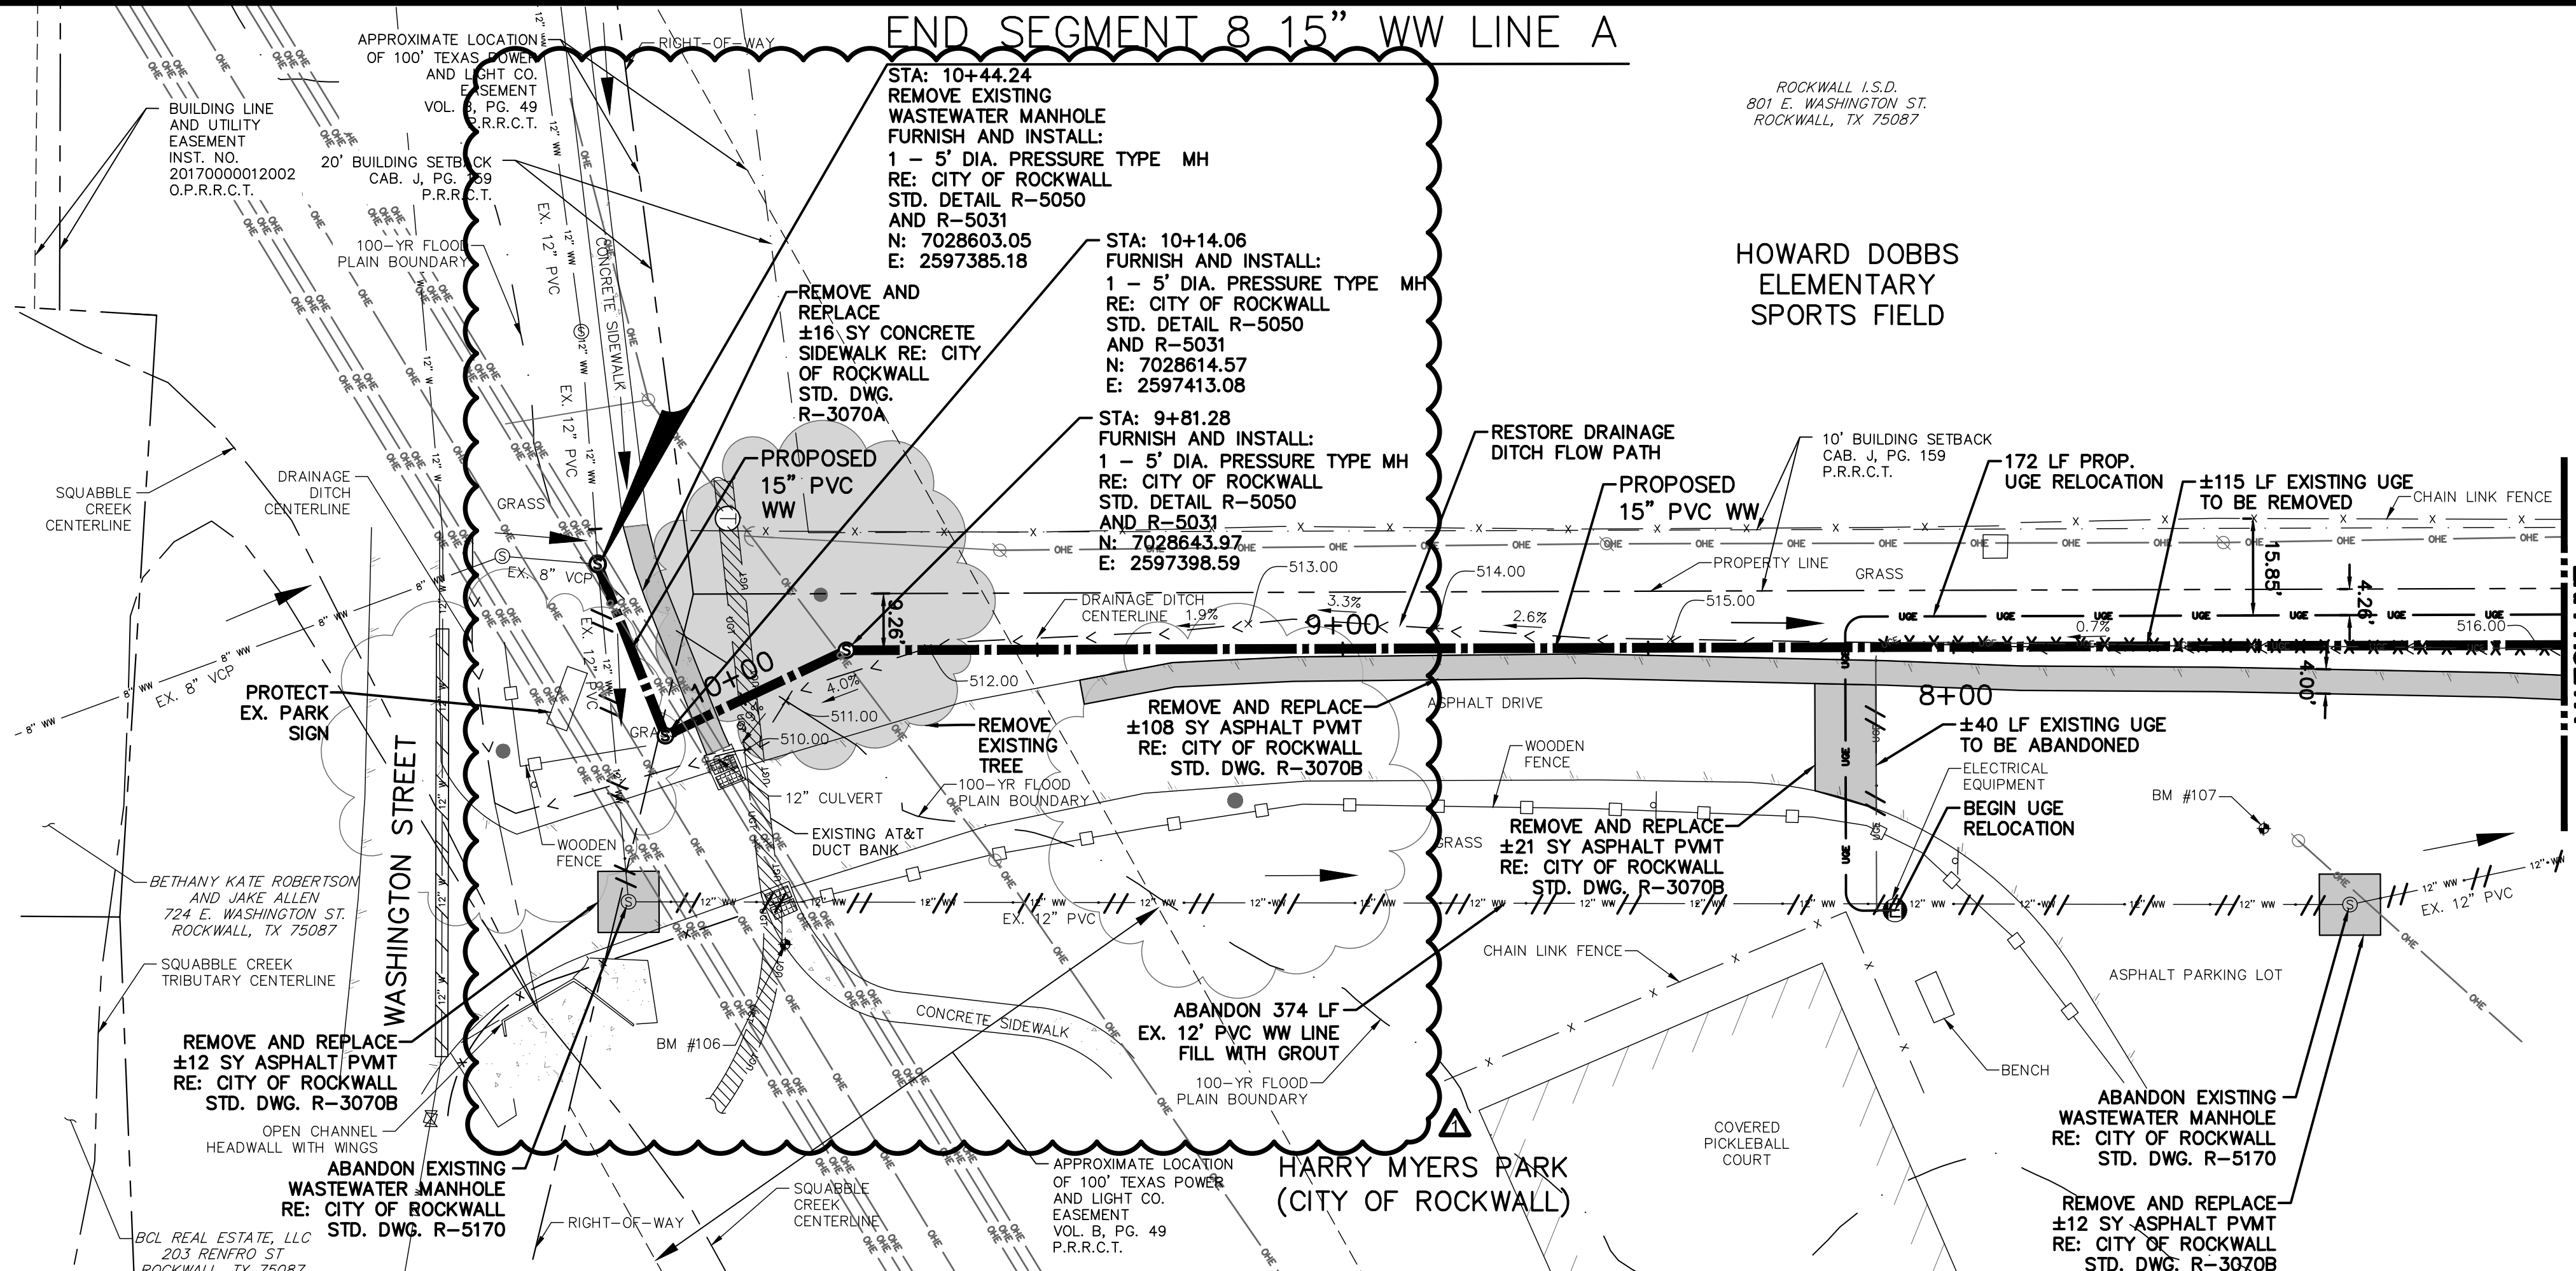 END SEGMENT 8 15" WW LINE A
STA: 10+44.24
REMOVE EXISTING
WASTEWATER MANHOLE
FURNISH AND INSTALL:
1 – 5' DIA. PRESSURE TYPE MH
RE: CITY OF ROCKWALL
STD. DETAIL R–5050
AND R–5031
N: 7028603.05
E: 2597385.18
APPROXIMATE LOCATION
OF 100' TEXAS POWER
AND LIGHT CO.
EASEMENT
VOL. B, PG. 49
P.R.R.C.T.
RIGHT–OF–WAY
BUILDING LINE
AND UTILITY
EASEMENT
INST. NO.
20170000012002
O.P.R.R.C.T.
20' BUILDING SETBACK
CAB. J, PG. 159
P.R.R.C.T.
100–YR FLOOD
PLAIN BOUNDARY
EX. 12" PVC
CONCRETE SIDEWALK
EX. 12" PVC
ROCKWALL I.S.D.
801 E. WASHINGTON ST.
ROCKWALL, TX 75087
HOWARD DOBBS
ELEMENTARY
SPORTS FIELD
STA: 10+14.06
FURNISH AND INSTALL:
1 – 5' DIA. PRESSURE TYPE MH
RE: CITY OF ROCKWALL
STD. DETAIL R–5050
AND R–5031
N: 7028614.57
E: 2597413.08
REMOVE AND
REPLACE
±16 SY CONCRETE
SIDEWALK RE: CITY
OF ROCKWALL
STD. DWG.
R–3070A
STA: 9+81.28
FURNISH AND INSTALL:
1 – 5' DIA. PRESSURE TYPE MH
RE: CITY OF ROCKWALL
STD. DETAIL R–5050
AND R–5031
N: 7028643.97
E: 2597398.59
PROPOSED
15" PVC
WW
RESTORE DRAINAGE
DITCH FLOW PATH
PROPOSED
15" PVC WW
10' BUILDING SETBACK
CAB. J, PG. 159
P.R.R.C.T.
172 LF PROP.
UGE RELOCATION
±115 LF EXISTING UGE
TO BE REMOVED
CHAIN LINK FENCE
SQUABBLE
CREEK
CENTERLINE
DRAINAGE
DITCH
CENTERLINE
GRASS
EX. 8" VCP
EX. 8" VCP
EX. 12" PVC
PROPERTY LINE
GRASS
513.00
514.00
515.00
516.00
DRAINAGE DITCH
CENTERLINE
1.9%
3.3%
2.6%
0.7%
4.0%
9.26'
15.85'
4.26'
4.00'
10+00
9+00
8+00
512.00
511.00
510.00
PROTECT
EX. PARK
SIGN
WASHINGTON STREET
REMOVE
EXISTING
TREE
REMOVE AND REPLACE
±108 SY ASPHALT PVMT
RE: CITY OF ROCKWALL
STD. DWG. R–3070B
ASPHALT DRIVE
WOODEN
FENCE
±40 LF EXISTING UGE
TO BE ABANDONED
ELECTRICAL
EQUIPMENT
BEGIN UGE
RELOCATION
BM #107
12" CULVERT
100–YR FLOOD
PLAIN BOUNDARY
EXISTING AT&T
DUCT BANK
WOODEN
FENCE
GRASS
REMOVE AND REPLACE
±21 SY ASPHALT PVMT
RE: CITY OF ROCKWALL
STD. DWG. R–3070B
EX. 12" PVC
EX. 12" PVC
BETHANY KATE ROBERTSON
AND JAKE ALLEN
724 E. WASHINGTON ST.
ROCKWALL, TX 75087
SQUABBLE CREEK
TRIBUTARY CENTERLINE
CHAIN LINK FENCE
ASPHALT PARKING LOT
REMOVE AND REPLACE
±12 SY ASPHALT PVMT
RE: CITY OF ROCKWALL
STD. DWG. R–3070B
BM #106
CONCRETE SIDEWALK
ABANDON 374 LF
EX. 12' PVC WW LINE
FILL WITH GROUT
100–YR FLOOD
PLAIN BOUNDARY
BENCH
COVERED
PICKLEBALL
COURT
1
OPEN CHANNEL
HEADWALL WITH WINGS
ABANDON EXISTING
WASTEWATER MANHOLE
RE: CITY OF ROCKWALL
STD. DWG. R–5170
BCL REAL ESTATE, LLC
203 RENFRO ST
ROCKWALL, TX 75087
RIGHT–OF–WAY
SQUABBLE
CREEK
CENTERLINE
APPROXIMATE LOCATION
OF 100' TEXAS POWER
AND LIGHT CO.
EASEMENT
VOL. B, PG. 49
P.R.R.C.T.
HARRY MYERS PARK
(CITY OF ROCKWALL)
ABANDON EXISTING
WASTEWATER MANHOLE
RE: CITY OF ROCKWALL
STD. DWG. R–5170
REMOVE AND REPLACE
±12 SY ASPHALT PVMT
RE: CITY OF ROCKWALL
STD. DWG. R–3070B